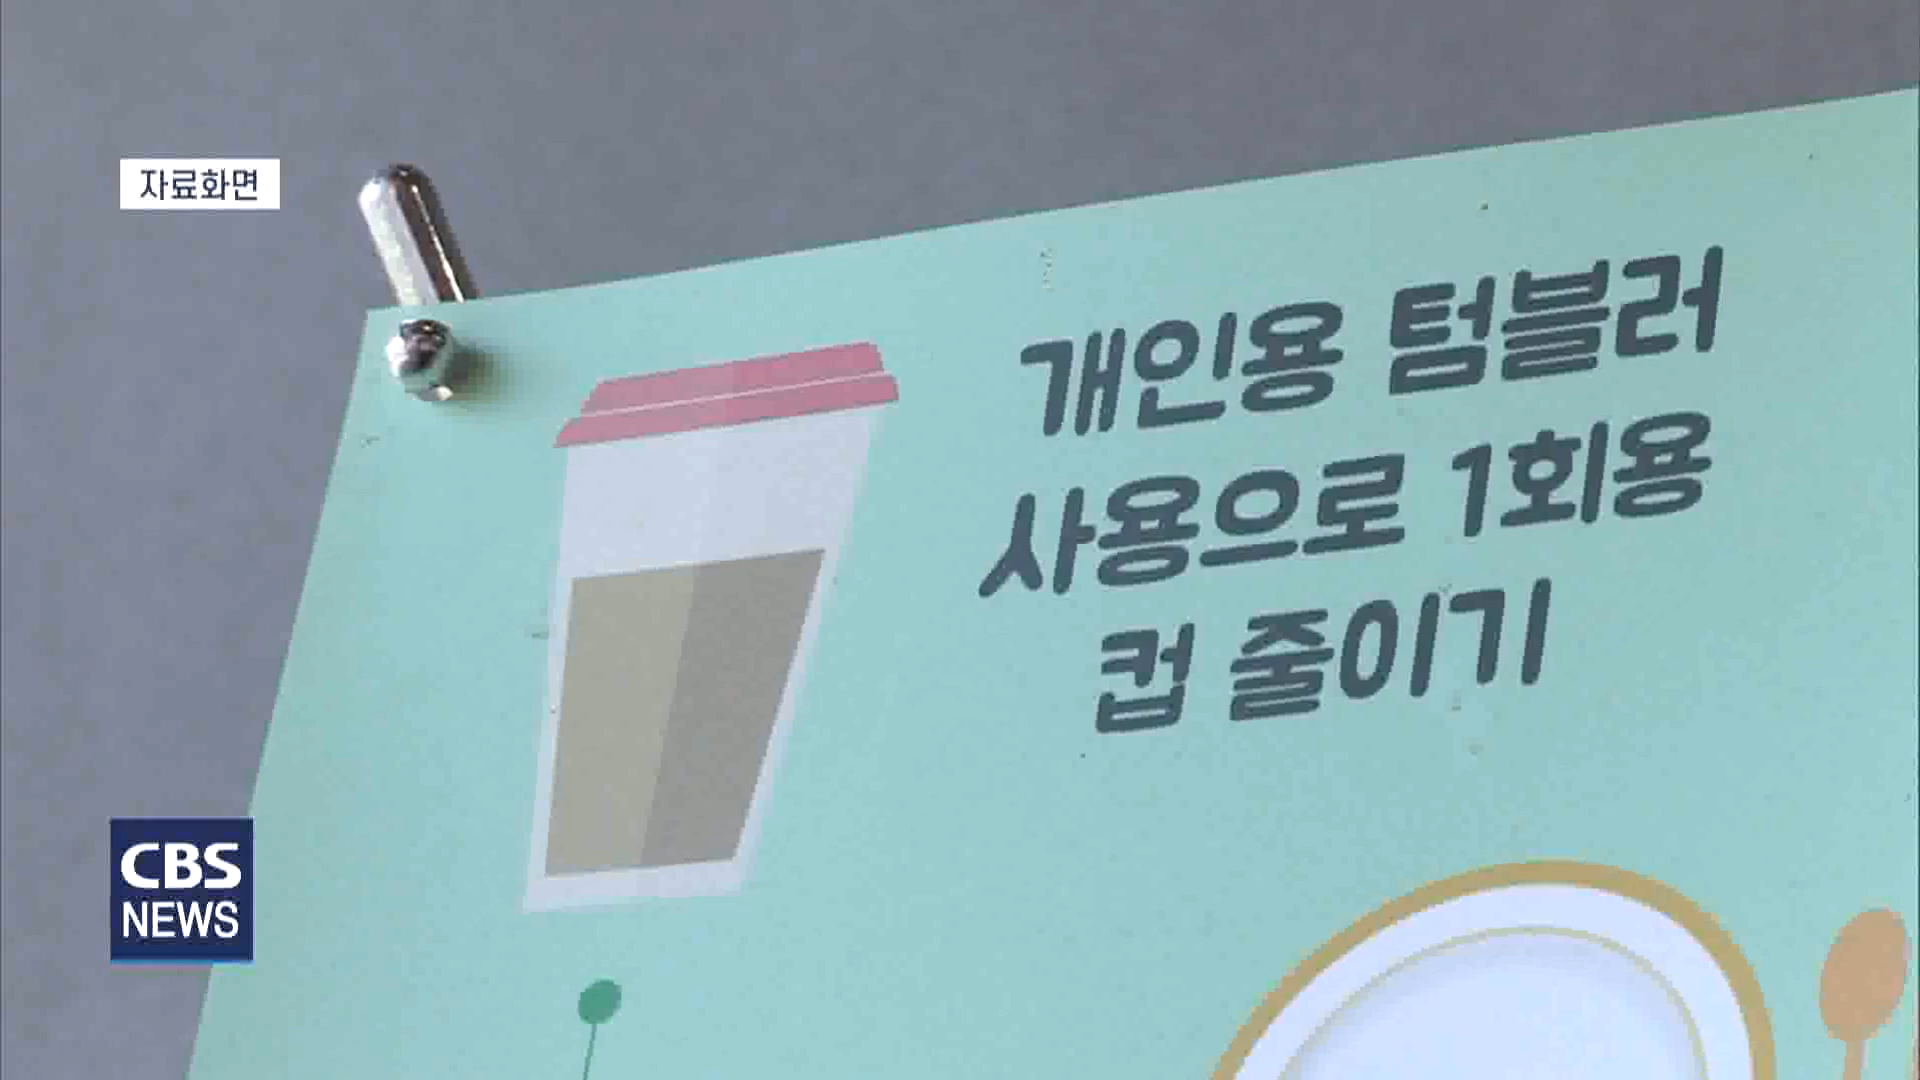 자료화면
개인용 텀블러
사용으로 1회용
컵 줄이기
CBS
NEWS